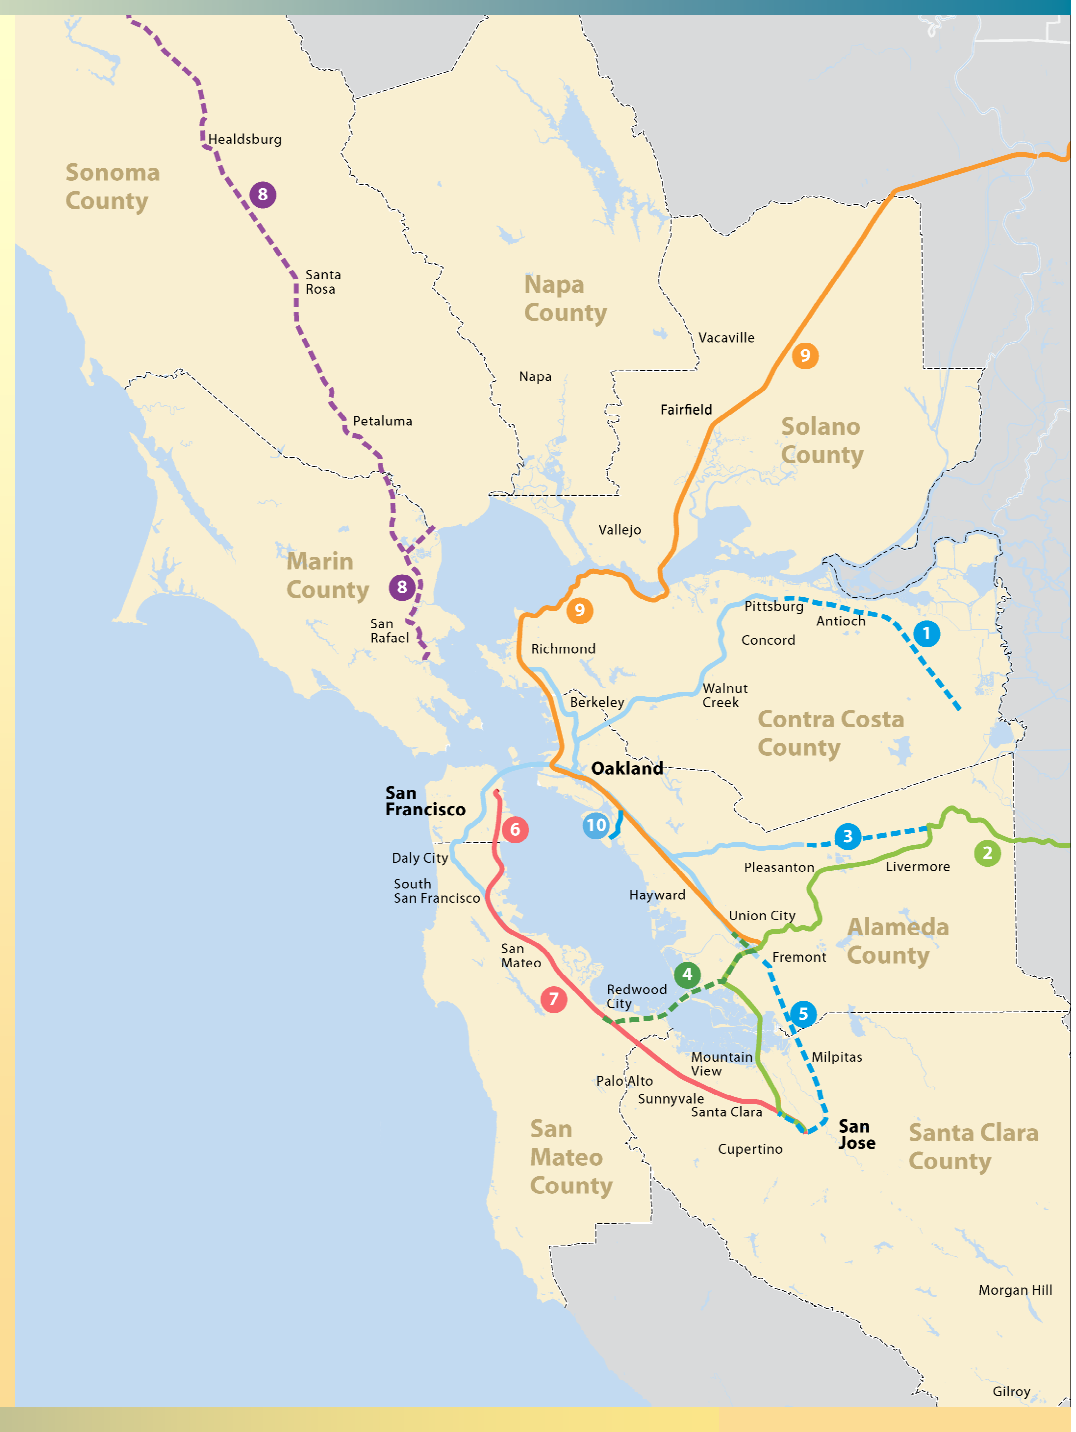 Healdsburg
Sonoma
County
8
Santa
Rosa
Napa
County
Vacaville
9
Napa
Fairfield
Petaluma
Solano
County
Vallejo
Marin
County
8
9
Pittsburg
Antioch
1
San
Rafael
Concord
Richmond
Walnut
Creek
Berkeley
Contra Costa
County
Oakland
San
Francisco
6
10
3
2
Daly City
Pleasanton
Livermore
South
San Francisco
Hayward
Union City
Alameda
County
San
Mateo
Fremont
4
Redwood
City
7
5
Mountain
View
Milpitas
Palo Alto
Sunnyvale
Santa Clara
San
Jose
San
Mateo
County
Cupertino
Santa Clara
County
Morgan Hill
Gilroy